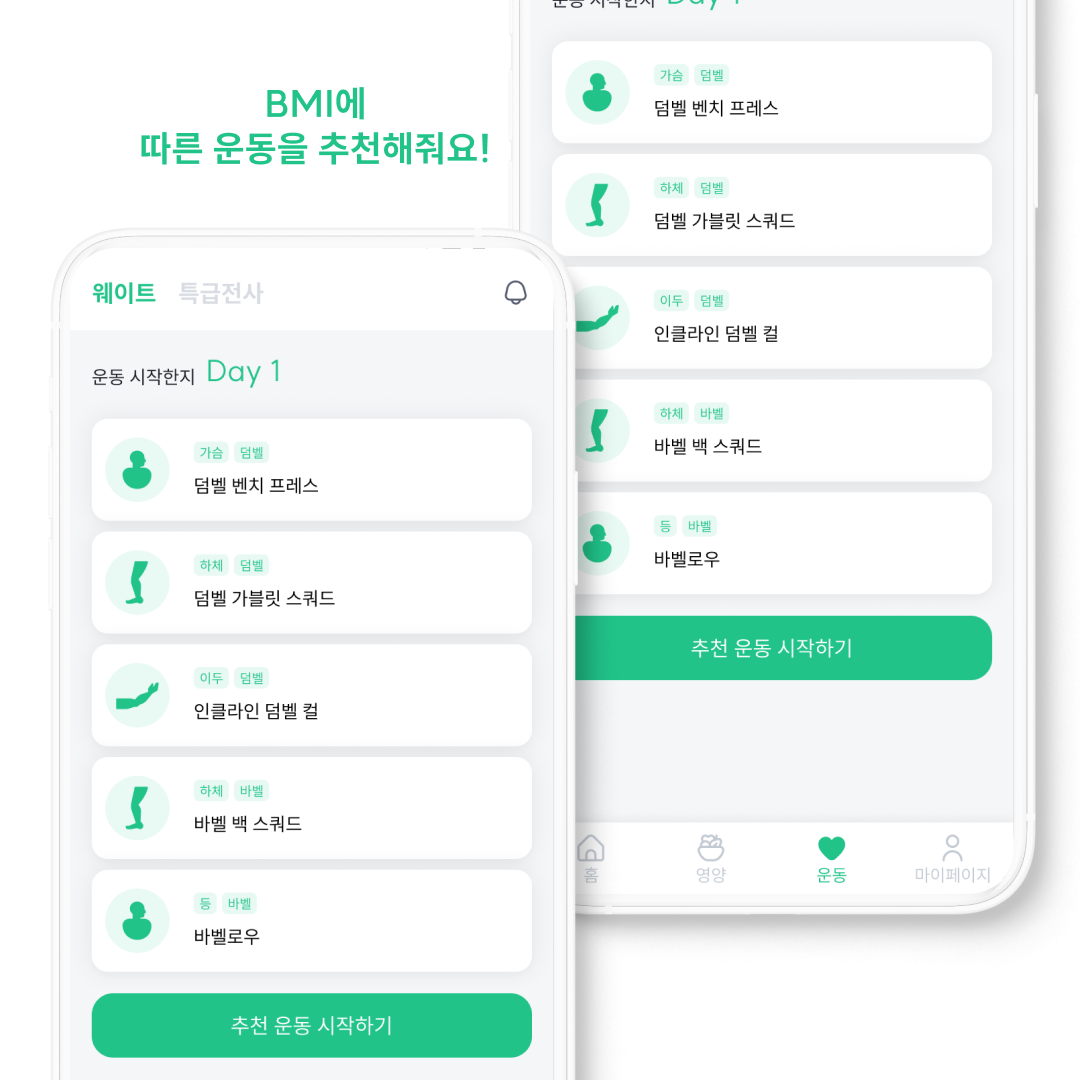 BMI에
따른 운동을 추천해줘요!
웨이트 특급전사
운동 시작한지 Day 1
가슴 덤벨
덤벨 벤치 프레스
하체 덤벨
덤벨 가블릿 스쿼드
이두 덤벨
인클라인 덤벨 컬
하체 바벨
바벨 백 스쿼드
등 바벨
바벨로우
추천 운동 시작하기
운동 시작한지 Day 1
가슴 덤벨
덤벨 벤치 프레스
하체 덤벨
덤벨 가블릿 스쿼드
이두 덤벨
인클라인 덤벨 컬
하체 바벨
바벨 백 스쿼드
등 바벨
바벨로우
추천 운동 시작하기
홈 영양 운동 마이페이지